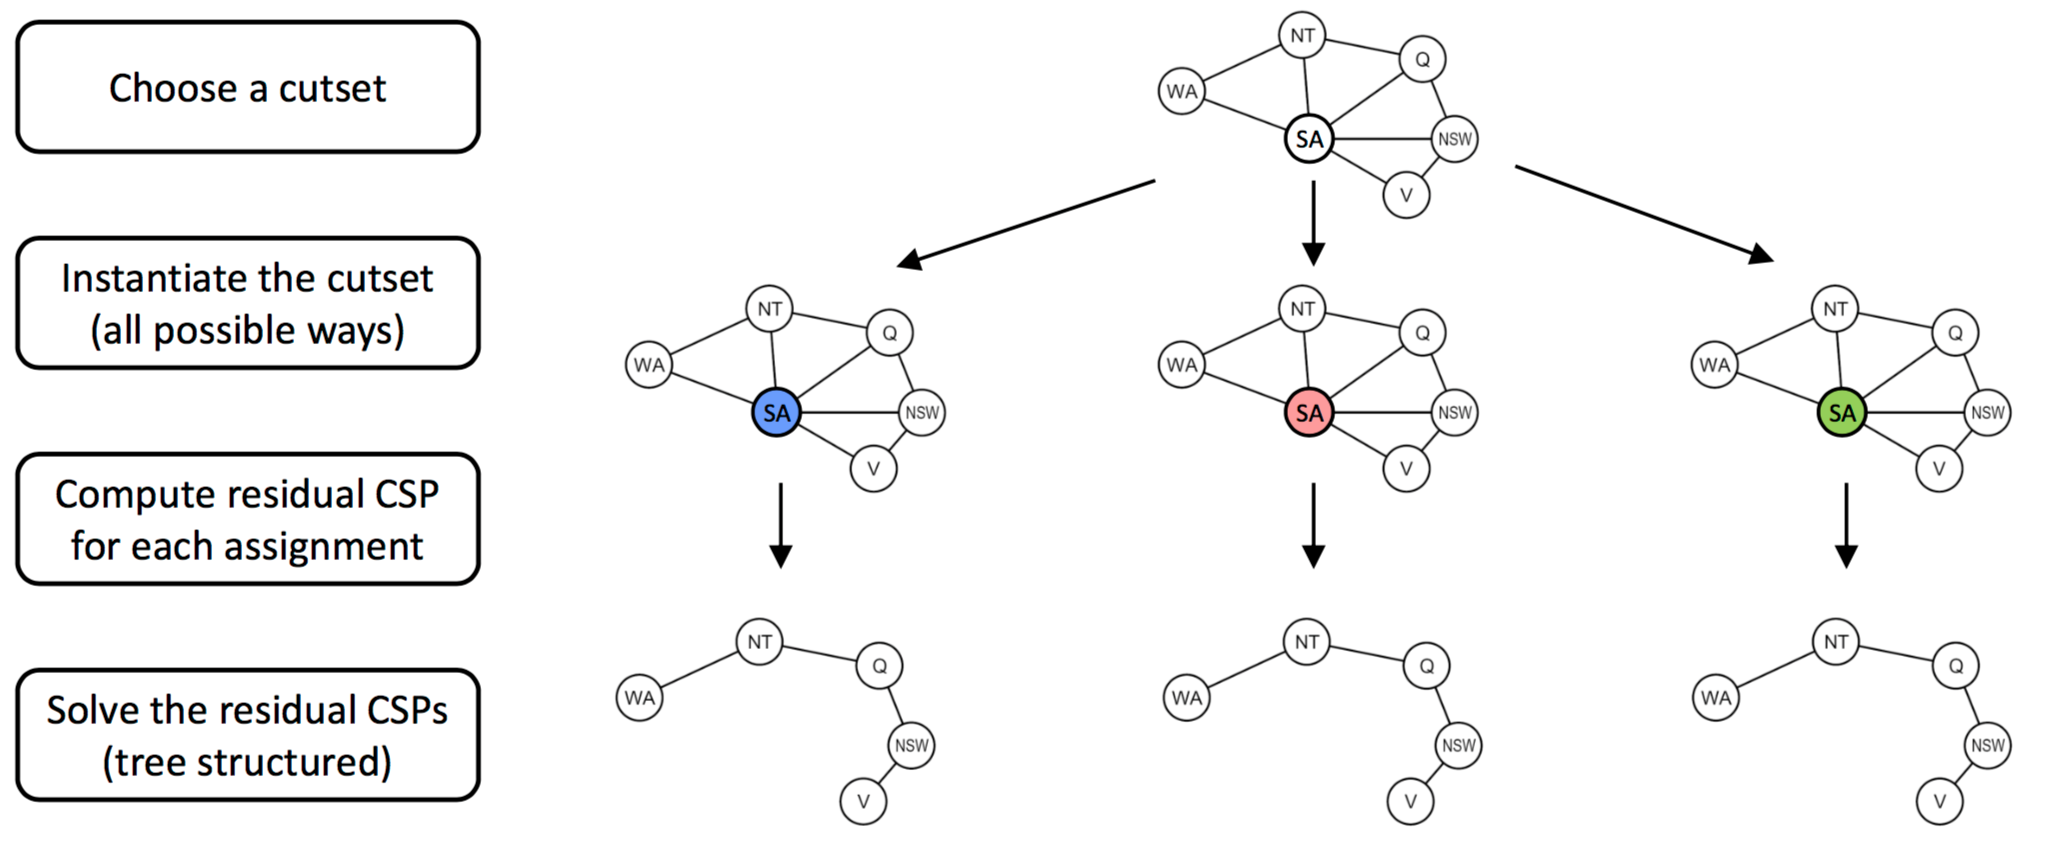 Choose a cutset
Instantiate the cutset
(all possible ways)
Compute residual CSP
for each assignment
Solve the residual CSPs
(tree structured)
NT
Q
WA
SA
NSW
V
NT
Q
WA
SA
NSW
V
NT
Q
WA
SA
NSW
V
NT
Q
WA
SA
NSW
V
NT
Q
WA
NSW
V
NT
Q
WA
NSW
V
NT
Q
WA
NSW
V